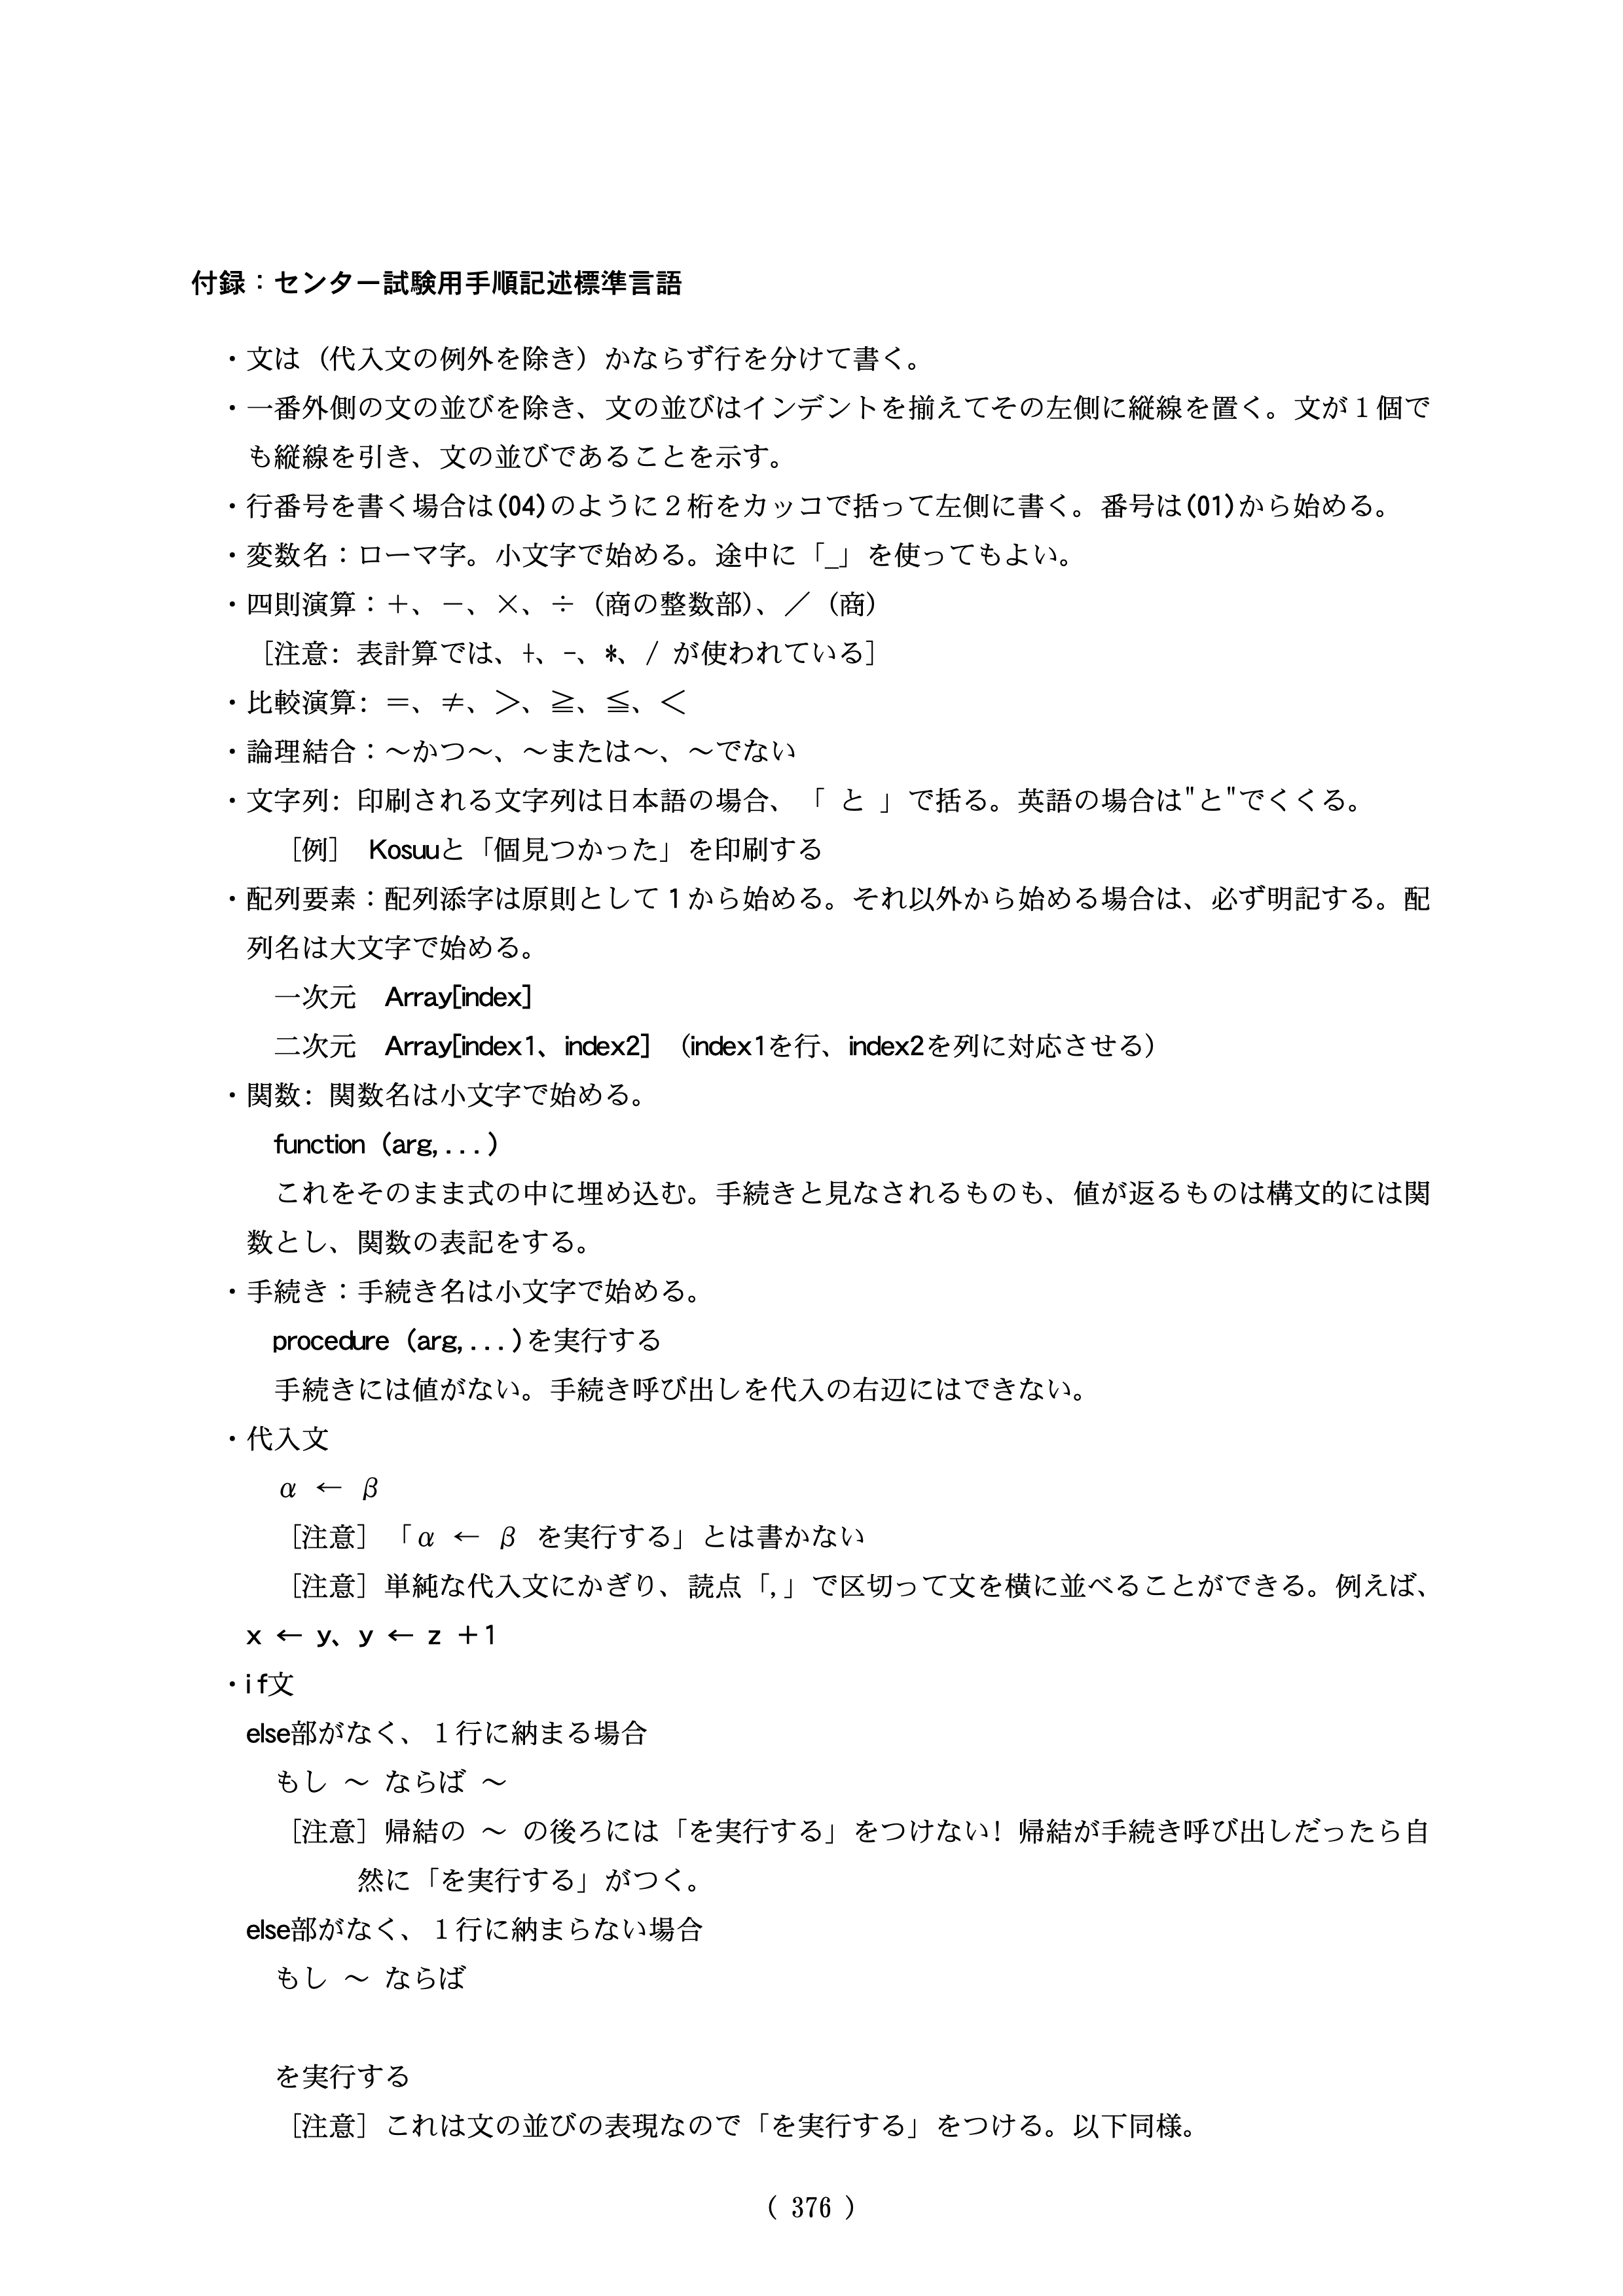 付録：センター試験用手順記述標準言語
・文は（代入文の例外を除き）かならず行を分けて書く。
・一番外側の文の並びを除き、文の並びはインデントを揃えてその左側に縦線を置く。文が１個で
も縦線を引き、文の並びであることを示す。
・行番号を書く場合は(04)のように２桁をカッコで括って左側に書く。番号は(01)から始める。
・変数名：ローマ字。小文字で始める。途中に「_」を使ってもよい。
・四則演算：＋、－、×、÷（商の整数部）、／（商）
［注意：表計算では、+、-、*、/ が使われている］
・比較演算：＝、≠、＞、≧、≦、＜
・論理結合：～かつ～、～または～、～でない
・文字列：印刷される文字列は日本語の場合、「 と 」で括る。英語の場合は"と"でくくる。
［例］ Kosuuと「個見つかった」を印刷する
・配列要素：配列添字は原則として１から始める。それ以外から始める場合は、必ず明記する。配
列名は大文字で始める。
一次元　Array[index]
二次元　Array[index1、index2]（index1を行、index2を列に対応させる）
・関数：関数名は小文字で始める。
function（arg,...）
これをそのまま式の中に埋め込む。手続きと見なされるものも、値が返るものは構文的には関
数とし、関数の表記をする。
・手続き：手続き名は小文字で始める。
procedure（arg,...）を実行する
手続きには値がない。手続き呼び出しを代入の右辺にはできない。
・代入文
α ← β
［注意］「α ← β を実行する」とは書かない
［注意］単純な代入文にかぎり、読点「，」で区切って文を横に並べることができる。例えば、
x ← y、y ← z ＋1
・if文
else部がなく、１行に納まる場合
もし ～ ならば ～
［注意］帰結の ～ の後ろには「を実行する」をつけない！帰結が手続き呼び出しだったら自
然に「を実行する」がつく。
else部がなく、１行に納まらない場合
もし ～ ならば
を実行する
［注意］これは文の並びの表現なので「を実行する」をつける。以下同様。
（ 376 ）